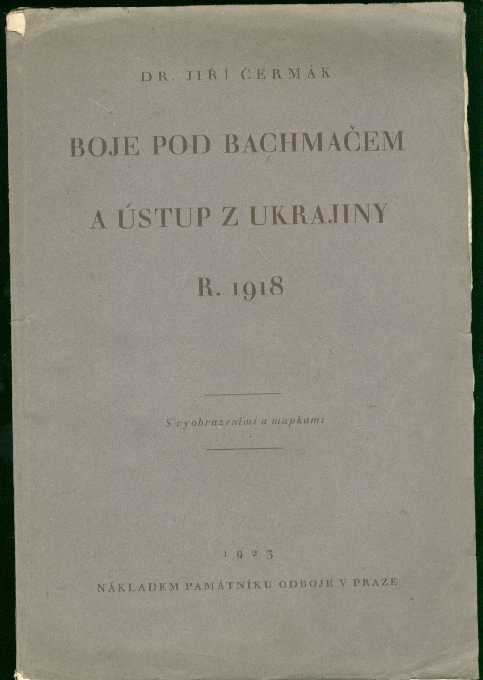 DR. JIŘÍ ČERMÁK
BOJE POD BACHMAČEM
A ÚSTUP Z UKRAJINY
R. 1918
S vyobrazeními a mapkami
1923
NÁKLADEM PAMÁTNÍKU ODBOJE V PRAZE